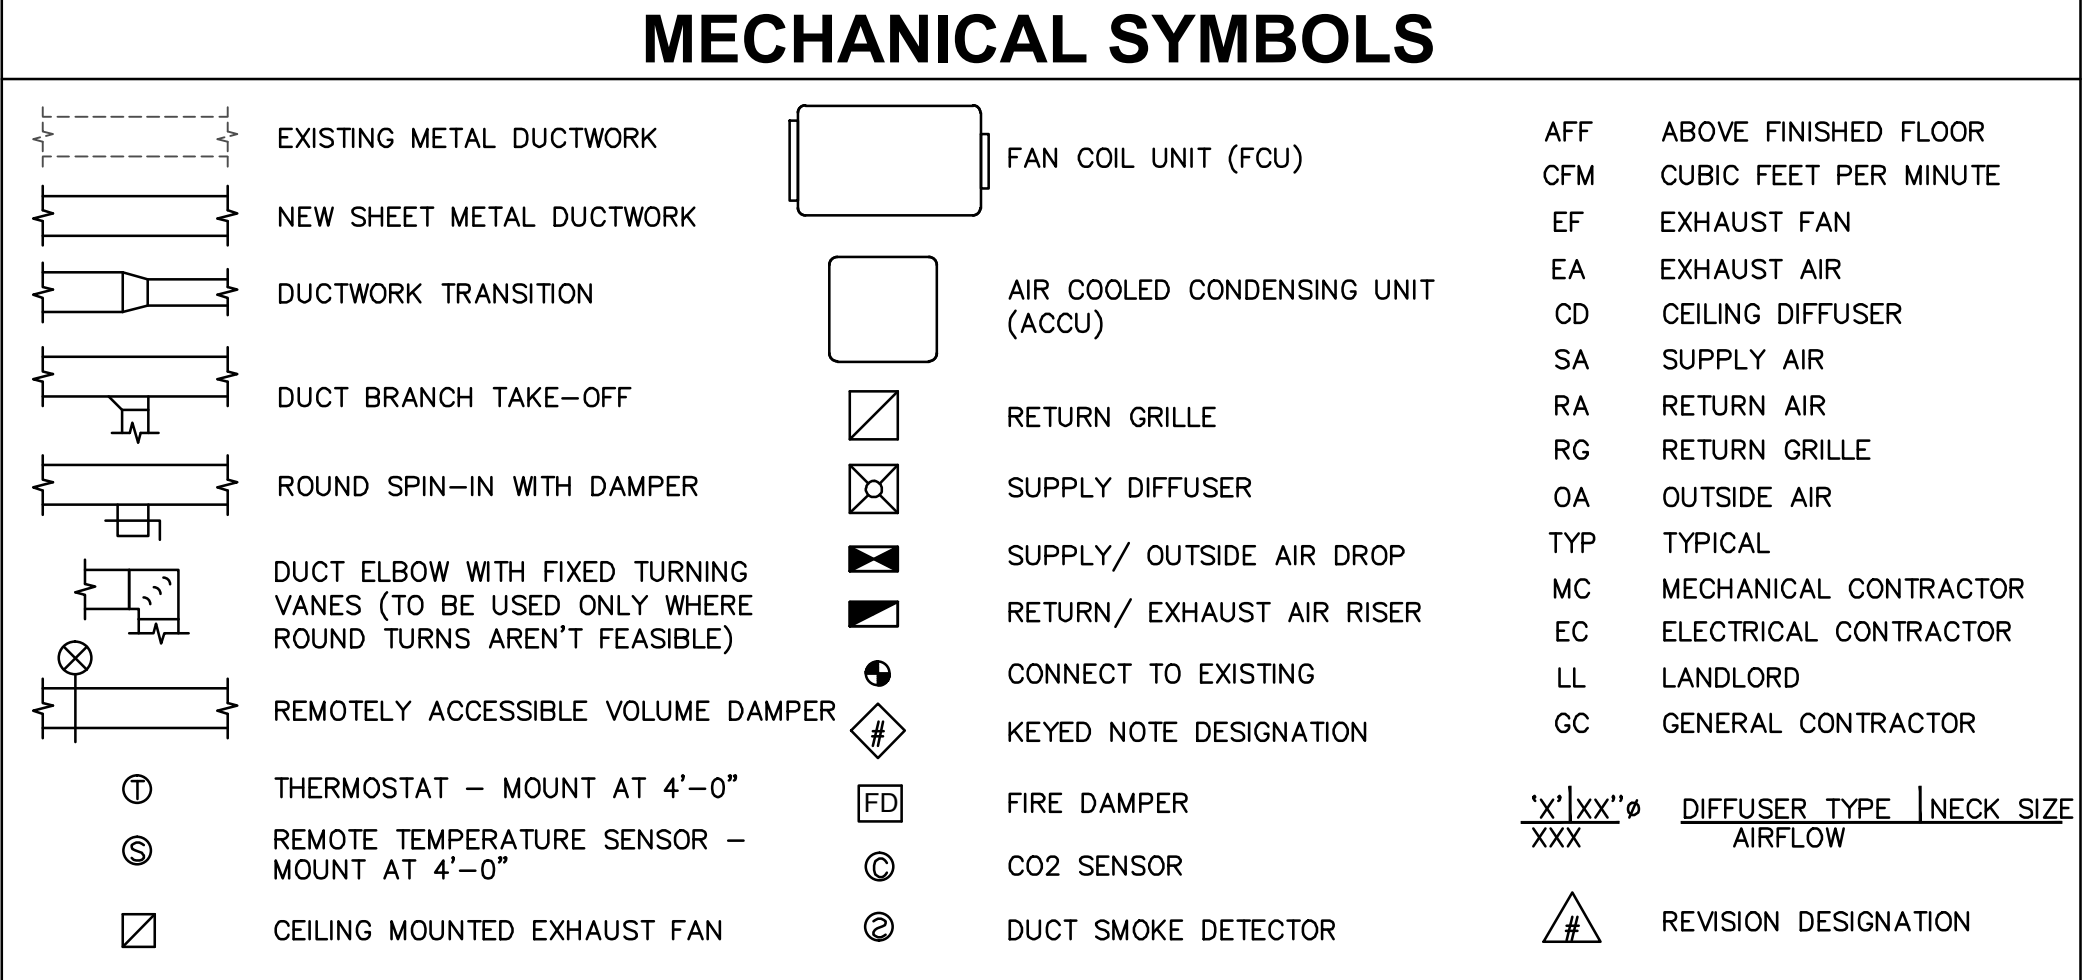 MECHANICAL SYMBOLS
EXISTING METAL DUCTWORK
NEW SHEET METAL DUCTWORK
DUCTWORK TRANSITION
DUCT BRANCH TAKE-OFF
ROUND SPIN-IN WITH DAMPER
DUCT ELBOW WITH FIXED TURNING
VANES (TO BE USED ONLY WHERE
ROUND TURNS AREN'T FEASIBLE)
REMOTELY ACCESSIBLE VOLUME DAMPER
T THERMOSTAT – MOUNT AT 4'-0"
S REMOTE TEMPERATURE SENSOR –
MOUNT AT 4'-0"
CEILING MOUNTED EXHAUST FAN
FAN COIL UNIT (FCU)
AIR COOLED CONDENSING UNIT
(ACCU)
RETURN GRILLE
SUPPLY DIFFUSER
SUPPLY/ OUTSIDE AIR DROP
RETURN/ EXHAUST AIR RISER
CONNECT TO EXISTING
# KEYED NOTE DESIGNATION
FD FIRE DAMPER
C CO2 SENSOR
2 DUCT SMOKE DETECTOR
AFF ABOVE FINISHED FLOOR
CFM CUBIC FEET PER MINUTE
EF EXHAUST FAN
EA EXHAUST AIR
CD CEILING DIFFUSER
SA SUPPLY AIR
RA RETURN AIR
RG RETURN GRILLE
OA OUTSIDE AIR
TYP TYPICAL
MC MECHANICAL CONTRACTOR
EC ELECTRICAL CONTRACTOR
LL LANDLORD
GC GENERAL CONTRACTOR
'X'|XX"ø DIFFUSER TYPE |NECK SIZE
XXX AIRFLOW
# REVISION DESIGNATION